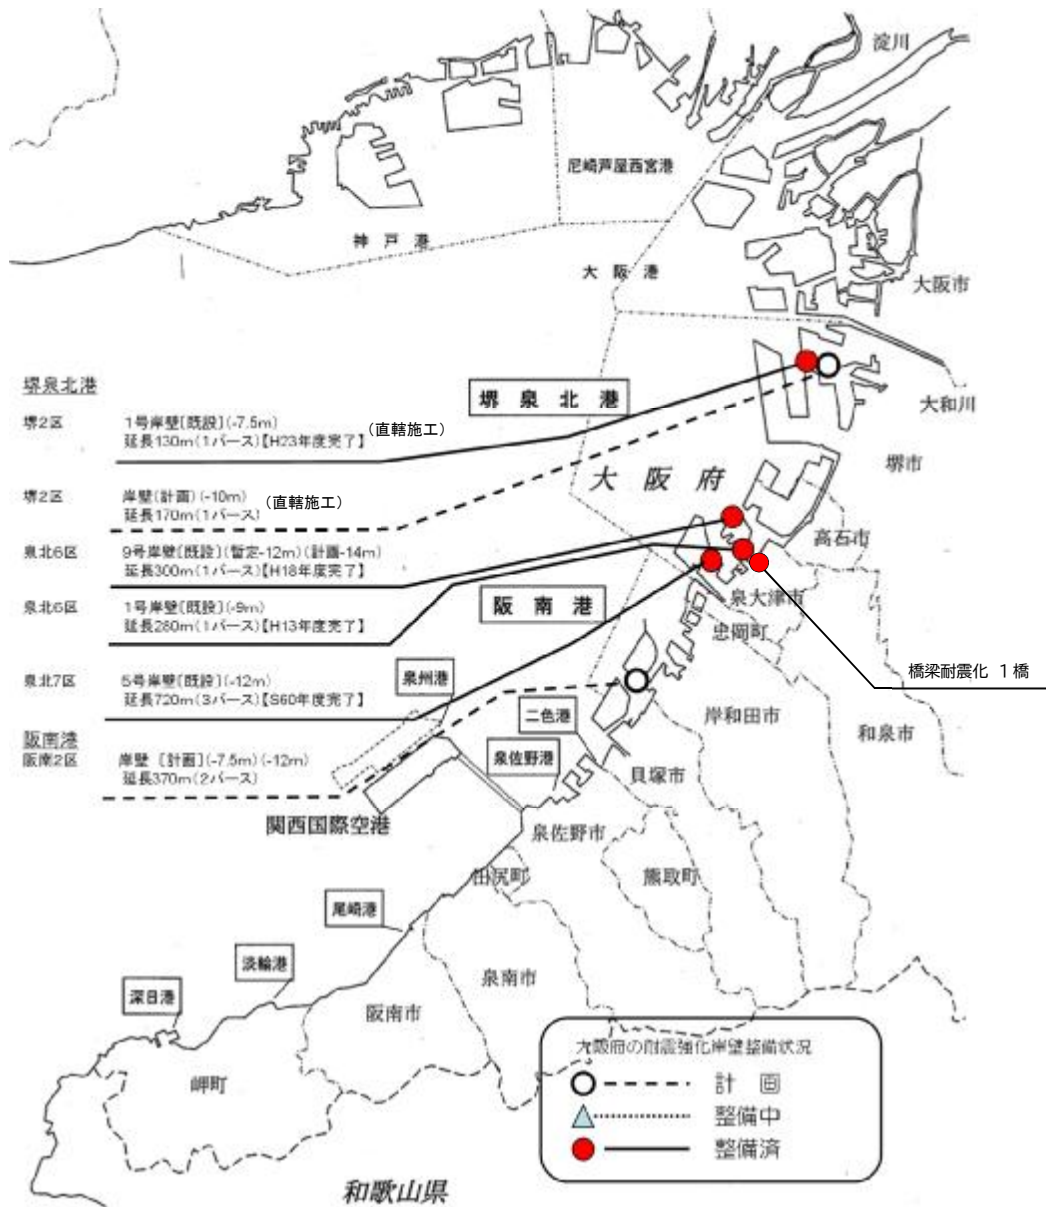 淀川
尼崎芦屋西宮港
神戸港
大阪港
大阪市
堺泉北港
大和川
堺泉北港
堺2区
1号岸壁〔既設〕(-7.5m)
(直轄施工)
延長130m(1バース)【H23年度完了】
堺市
大阪府
堺2区
岸壁(計画)(-10m)
(直轄施工)
延長170m(1バース)
高石市
泉北6区
9号岸壁〔既設〕(暫定-12m)(計画-14m)
延長300m(1バース)【H18年度完了】
阪南港
泉大津市
泉北6区
1号岸壁〔既設〕(-9m)
延長280m(1バース)【H13年度完了】
忠岡町
橋梁耐震化 1橋
泉北7区
5号岸壁〔既設〕(-12m)
延長720m(3バース)【S60年度完了】
泉州港
二色港
岸和田市
和泉市
阪南港
阪南2区
岸壁 〔計画〕(-7.5m)(-12m)
延長370m(2バース)
泉佐野港
貝塚市
関西国際空港
泉佐野市
田尻町
熊取町
尾崎港
淡輪港
泉南市
深日港
阪南市
岬町
大阪府の耐震強化岸壁整備状況
計画
整備中
整備済
和歌山県